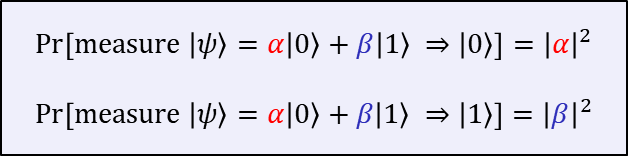 Pr[measure |ψ⟩ = α|0⟩ + β|1⟩ ⇒ |0⟩] = |α|²
Pr[measure |ψ⟩ = α|0⟩ + β|1⟩ ⇒ |1⟩] = |β|²